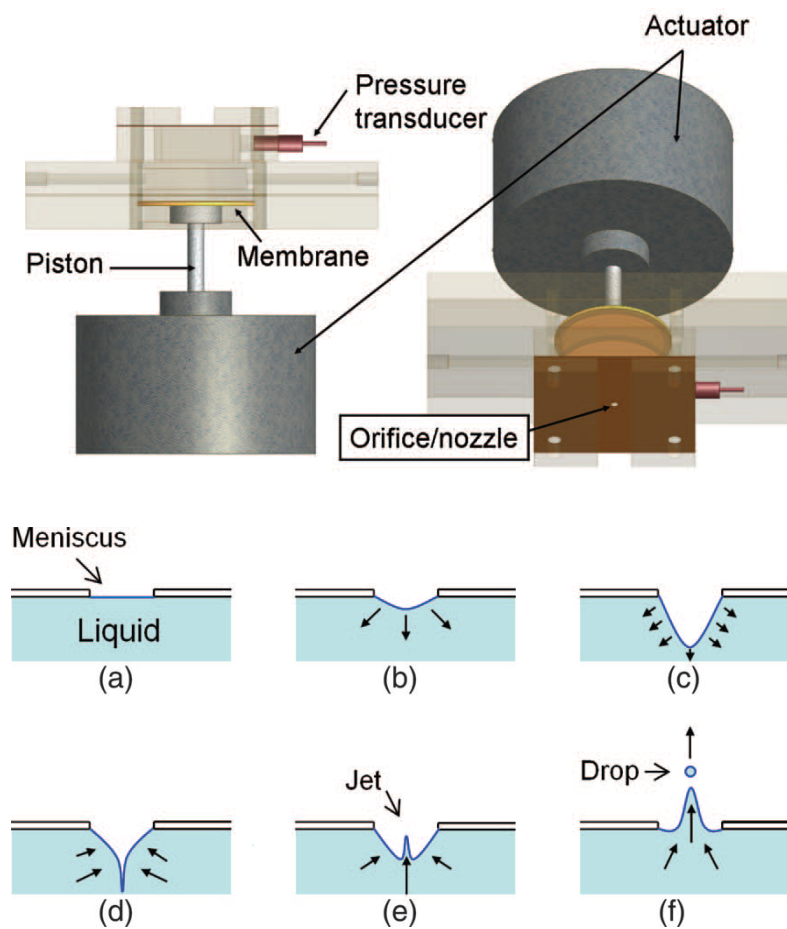 Actuator
Pressure
transducer
Membrane
Piston
Orifice/nozzle
Meniscus
Liquid
(a)
(b)
(c)
Jet
Drop
(d)
(e)
(f)